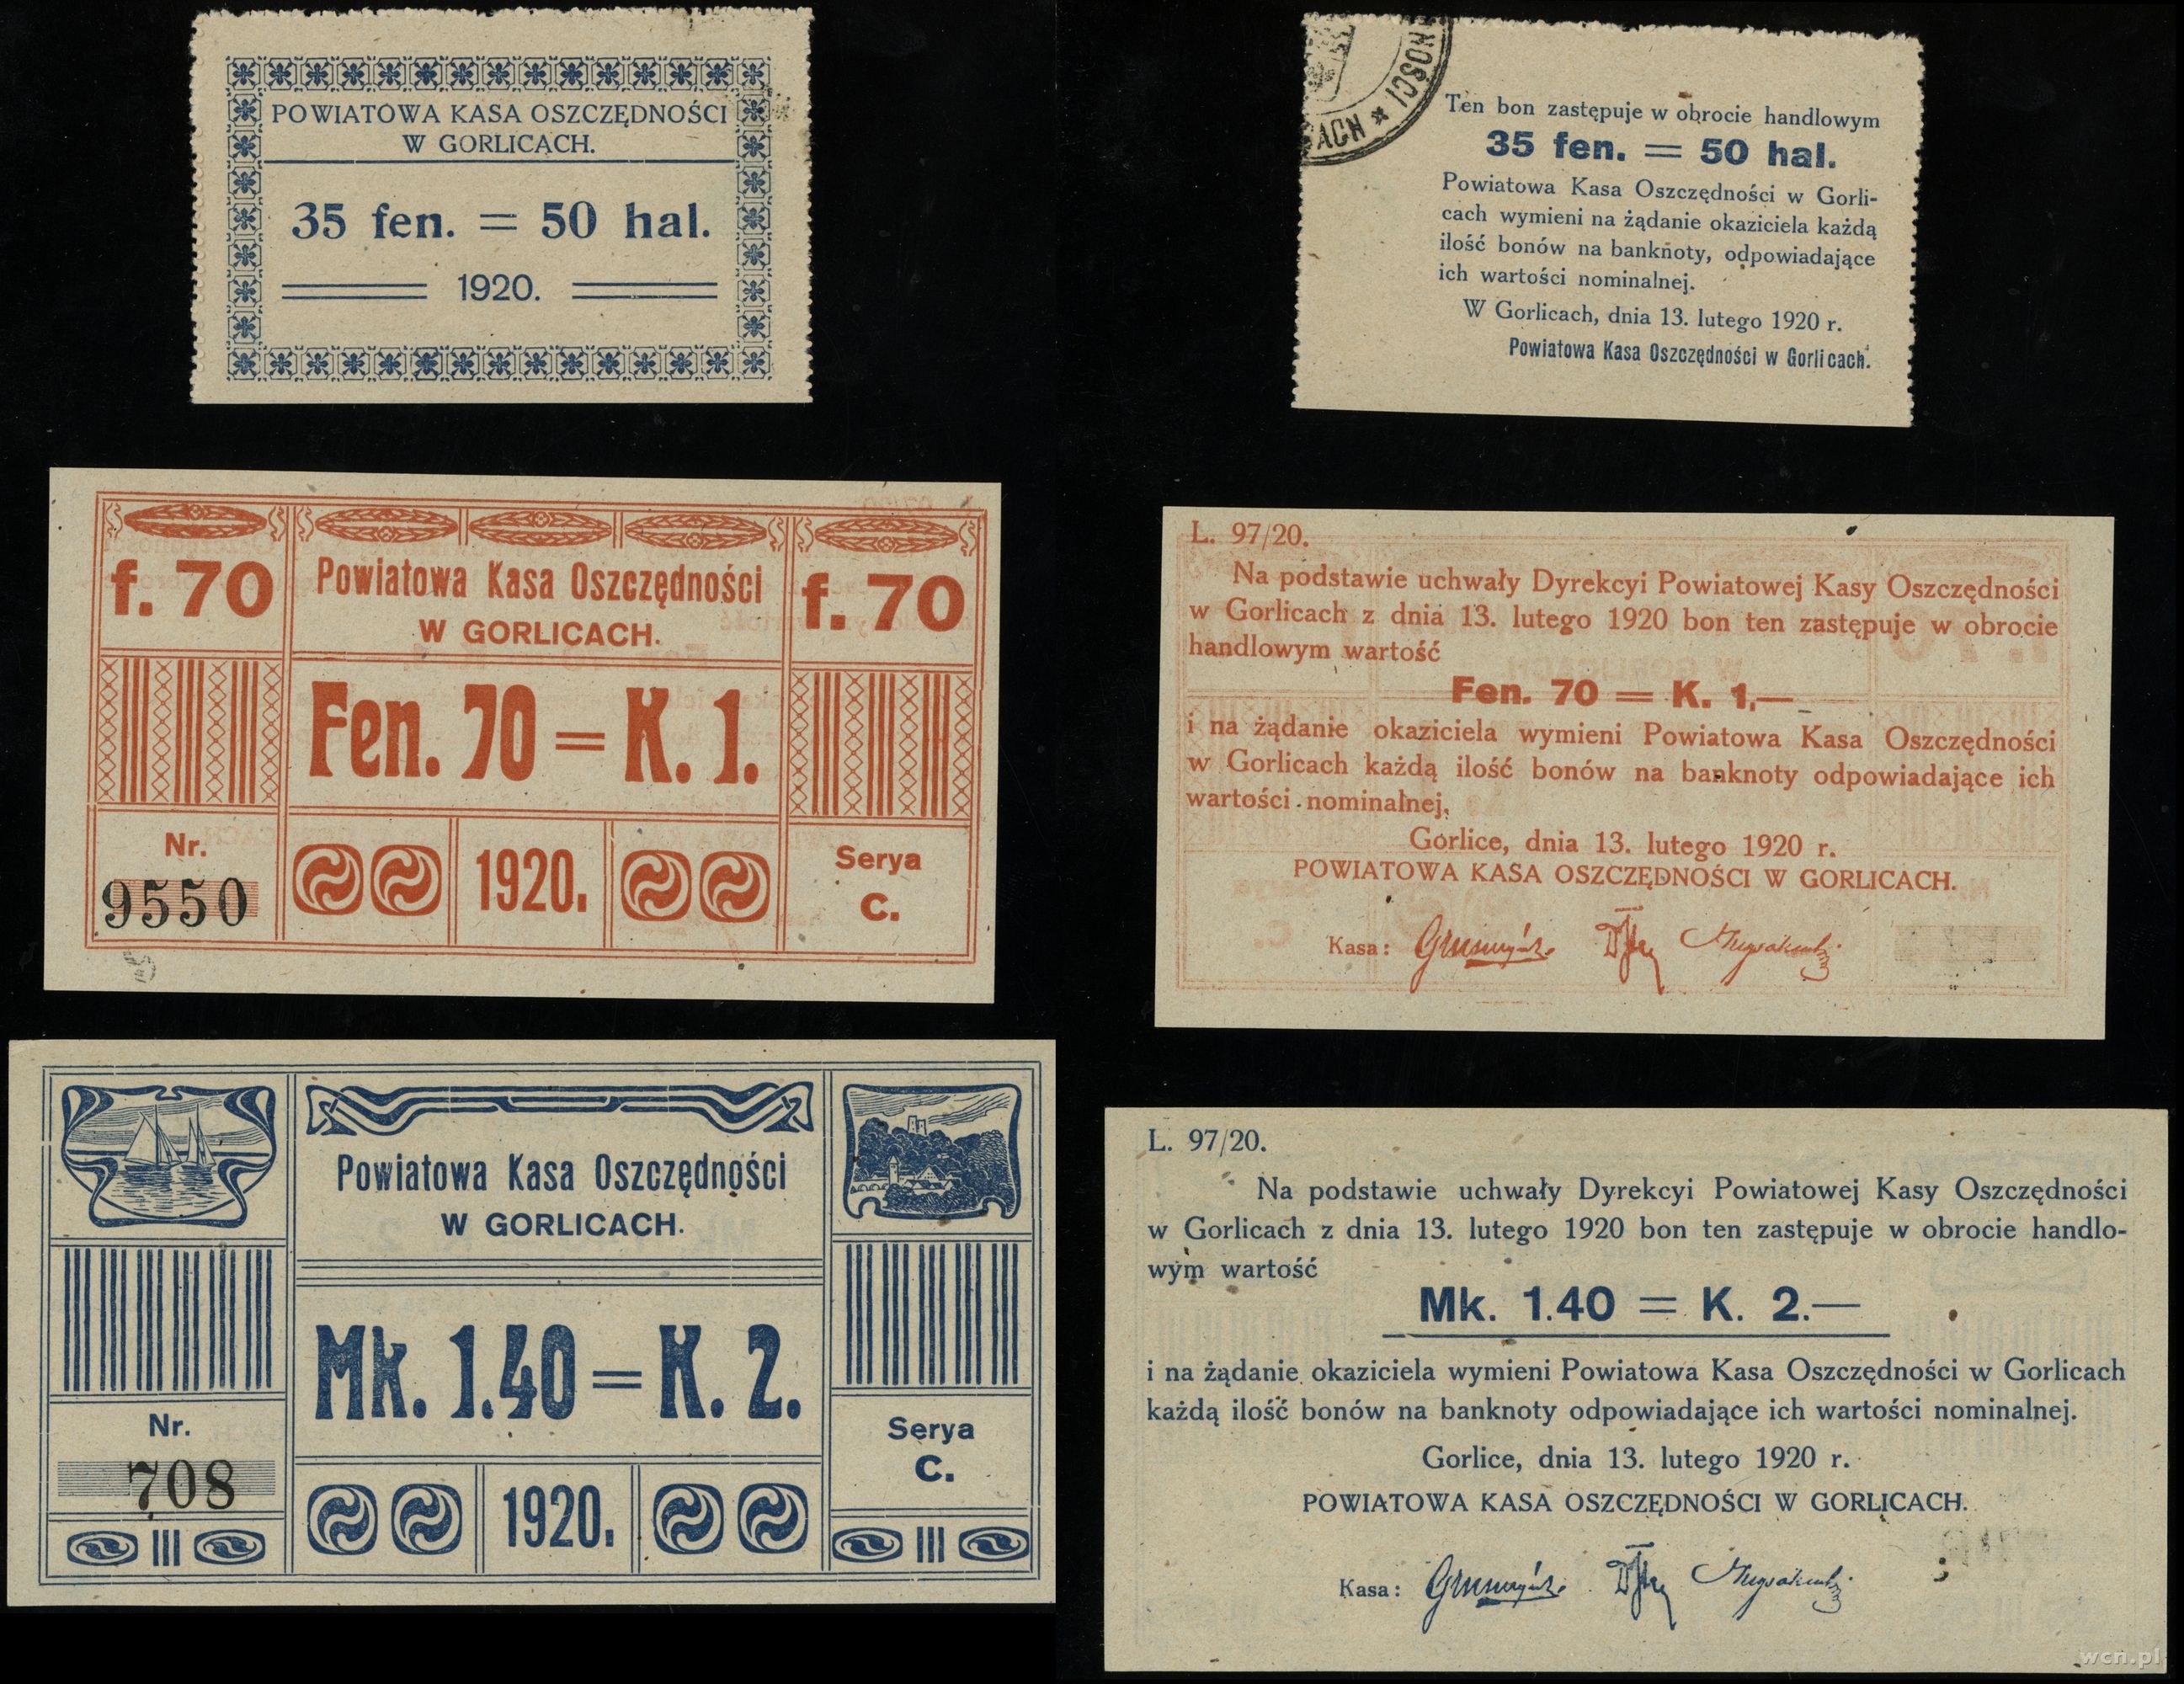 POWIATOWA KASA OSZCZĘDNOŚCI
W GORLICACH.
35 fen. = 50 hal.
1920.
NOŚCI
ACH *
Ten bon zastępuje w obrocie handlowym
35 fen. = 50 hal.
Powiatowa Kasa Oszczędności w Gorli-
cach wymieni na żądanie okaziciela każdą
ilość bonów na banknoty, odpowiadające
ich wartości nominalnej.
W Gorlicach, dnia 13. lutego 1920 r.
Powiatowa Kasa Oszczędności w Gorlicach.
f. 70
Powiatowa Kasa Oszczędności
W GORLICACH.
f. 70
Fen. 70 = K. 1.
Nr.
9550
1920.
Serya
C.
L. 97/20.
Na podstawie uchwały Dyrekcyi Powiatowej Kasy Oszczędności
w Gorlicach z dnia 13. lutego 1920 bon ten zastępuje w obrocie
handlowym wartość
Fen. 70 = K. 1.—
i na żądanie okaziciela wymieni Powiatowa Kasa Oszczędności
w Gorlicach każdą ilość bonów na banknoty odpowiadające ich
wartości nominalnej.
Gorlice, dnia 13. lutego 1920 r.
POWIATOWA KASA OSZCZĘDNOŚCI W GORLICACH.
Kasa:
Powiatowa Kasa Oszczędności
W GORLICACH.
Mk. 1.40 = K. 2.
Nr.
708
1920.
Serya
C.
L. 97/20.
Na podstawie uchwały Dyrekcyi Powiatowej Kasy Oszczędności
w Gorlicach z dnia 13. lutego 1920 bon ten zastępuje w obrocie handlo-
wym wartość
Mk. 1.40 = K. 2.—
i na żądanie okaziciela wymieni Powiatowa Kasa Oszczędności w Gorlicach
każdą ilość bonów na banknoty odpowiadające ich wartości nominalnej.
Gorlice, dnia 13. lutego 1920 r.
POWIATOWA KASA OSZCZĘDNOŚCI W GORLICACH.
Kasa:
wcn.pl